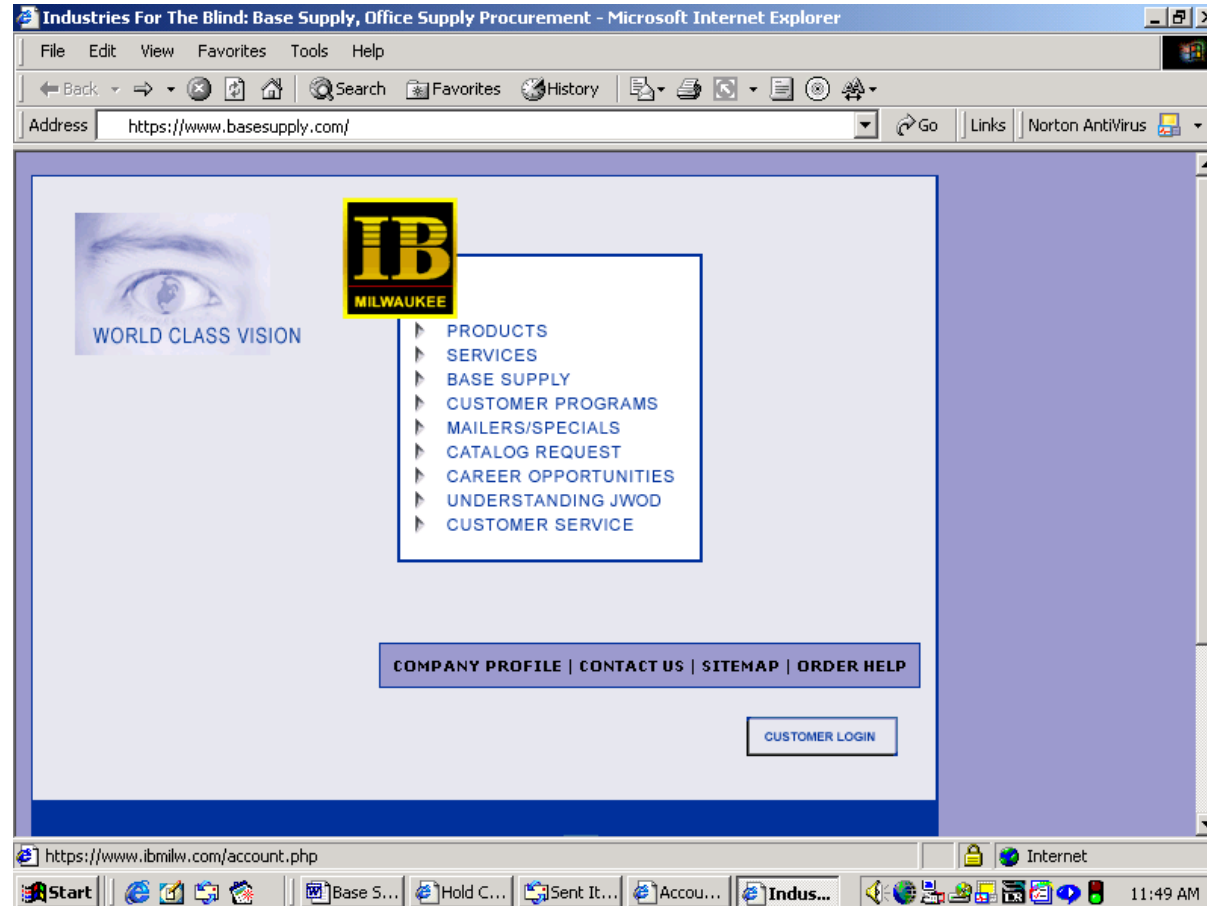 Industries For The Blind: Base Supply, Office Supply Procurement - Microsoft Internet Explorer
File Edit View Favorites Tools Help
Back Search Favorites History
Address https://www.basesupply.com/ Go Links Norton AntiVirus
IB
MILWAUKEE
WORLD CLASS VISION
PRODUCTS
SERVICES
BASE SUPPLY
CUSTOMER PROGRAMS
MAILERS/SPECIALS
CATALOG REQUEST
CAREER OPPORTUNITIES
UNDERSTANDING JWOD
CUSTOMER SERVICE
COMPANY PROFILE | CONTACT US | SITEMAP | ORDER HELP
CUSTOMER LOGIN
https://www.ibmilw.com/account.php Internet
Start Base S... Hold C... Sent It... Accou... Indus... 11:49 AM